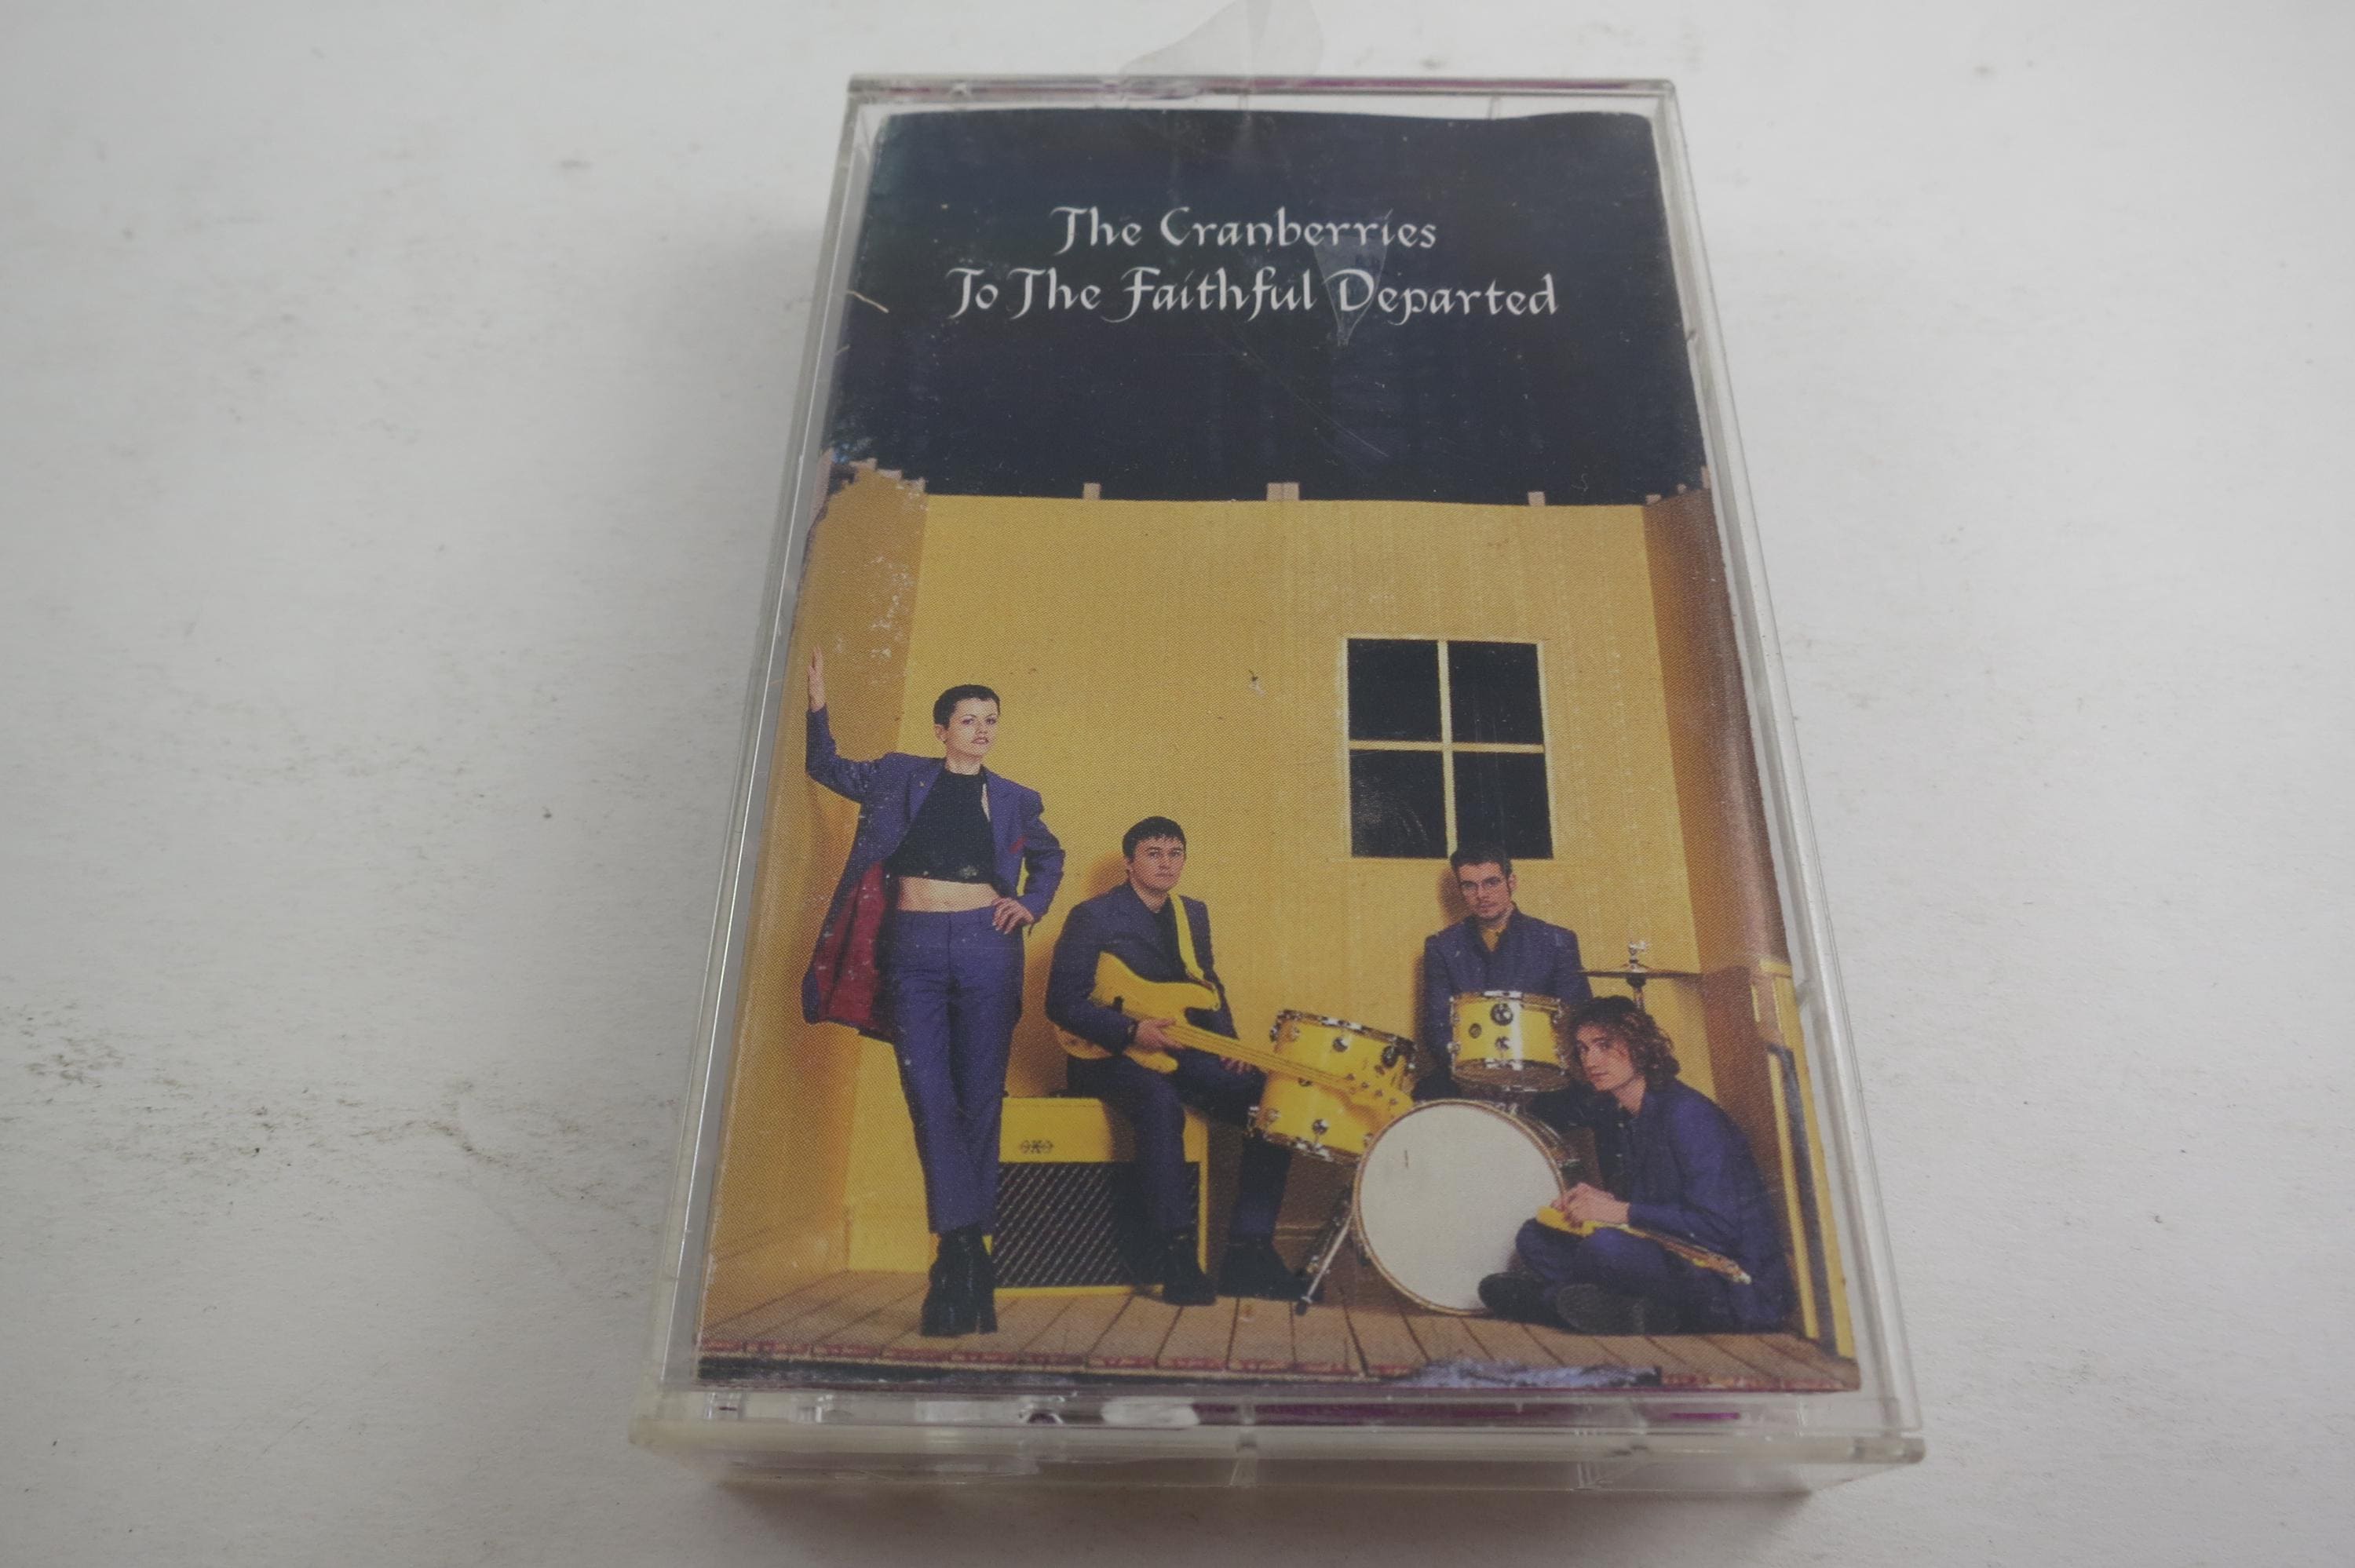 The Cranberries
To The Faithful Departed